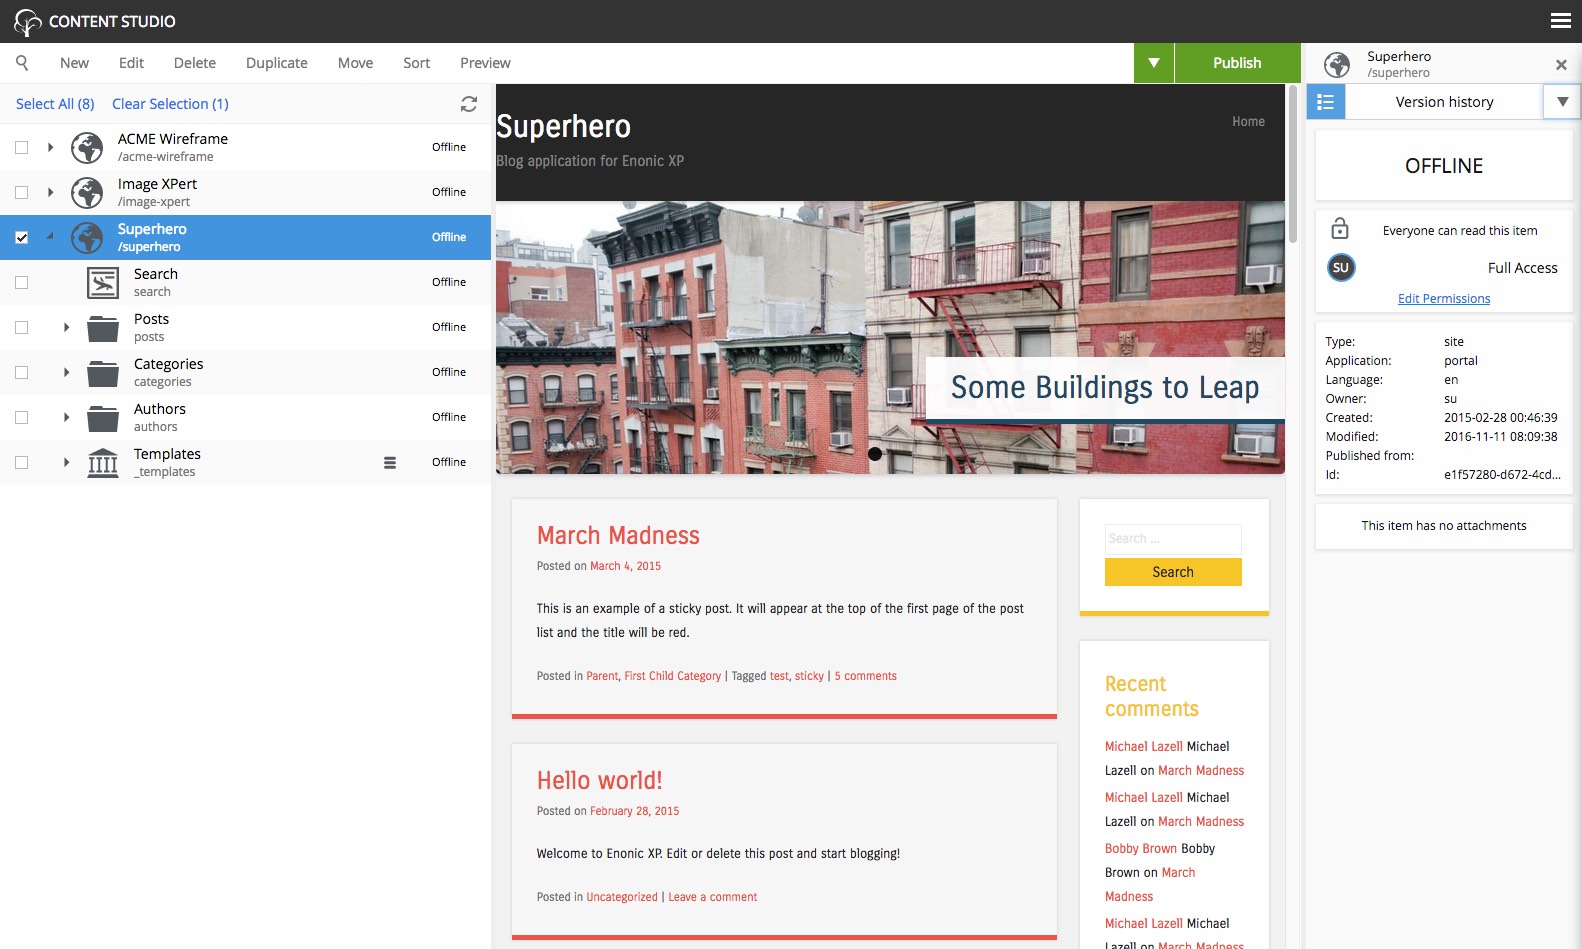 CONTENT STUDIO
New Edit Delete Duplicate Move Sort Preview Publish
Select All (8) Clear Selection (1)
ACME Wireframe
/acme-wireframe
Offline
Image XPert
/image-xpert
Offline
Superhero
/superhero
Offline
Search
search
Offline
Posts
posts
Offline
Categories
categories
Offline
Authors
authors
Offline
Templates
_templates
Offline
Superhero
Home
Blog application for Enonic XP
Some Buildings to Leap
March Madness
Posted on March 4, 2015
This is an example of a sticky post. It will appear at the top of the first page of the post
list and the title will be red.
Posted in Parent, First Child Category | Tagged test, sticky | 5 comments
Hello world!
Posted on February 28, 2015
Welcome to Enonic XP. Edit or delete this post and start blogging!
Posted in Uncategorized | Leave a comment
Search ...
Search
Recent
comments
Michael Lazell Michael
Lazell on March Madness
Michael Lazell Michael
Lazell on March Madness
Bobby Brown Bobby
Brown on March
Madness
Michael Lazell Michael
Lazell on March Madness
Superhero
/superhero
Version history
OFFLINE
Everyone can read this item
SU Full Access
Edit Permissions
Type: site
Application: portal
Language: en
Owner: su
Created: 2015-02-28 00:46:39
Modified: 2016-11-11 08:09:38
Published from:
Id: e1f57280-d672-4cd...
This item has no attachments